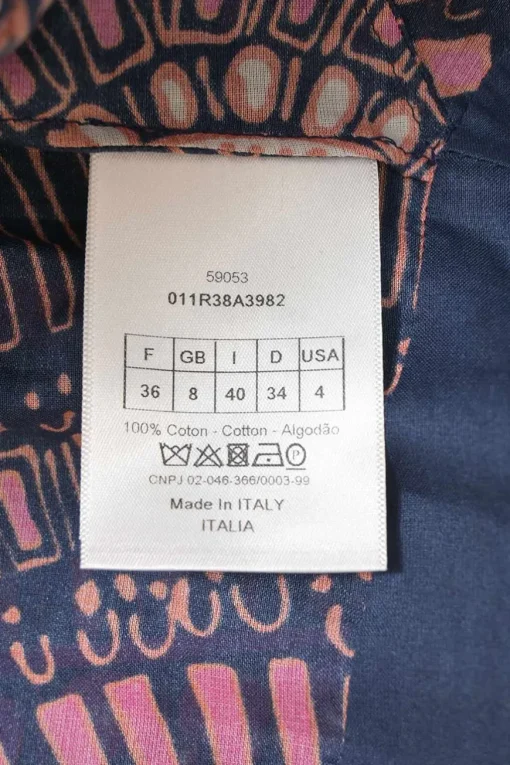 59053
011R38A3982
F GB I D USA
36 8 40 34 4
100% Coton - Cotton - Algodão
P
CNPJ 02-046-366/0003-99
Made In ITALY
ITALIA